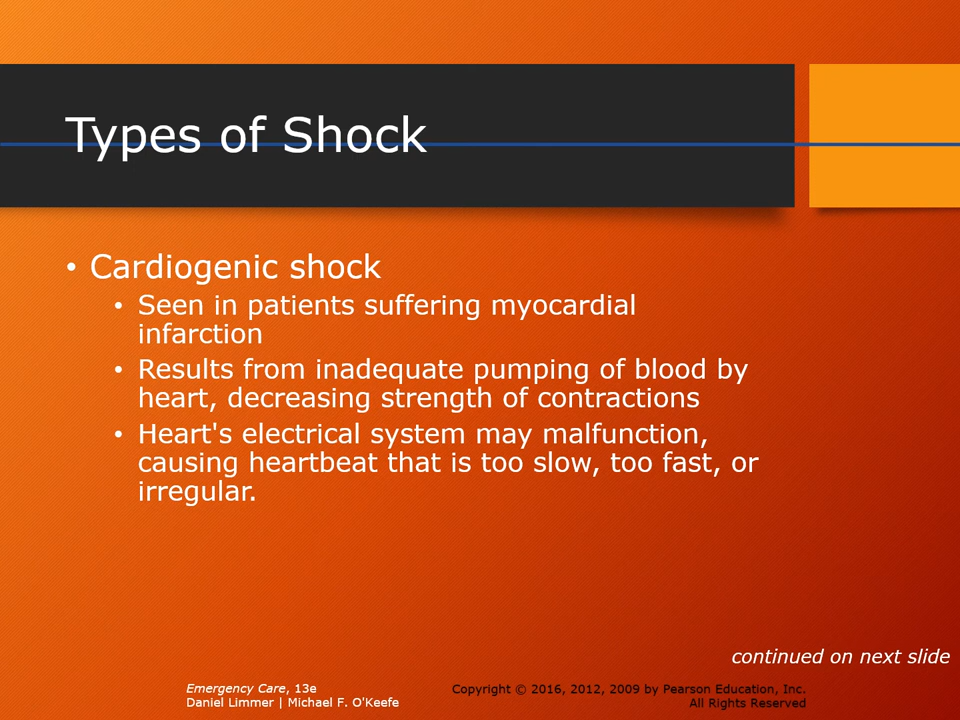 Types of Shock
• Cardiogenic shock
• Seen in patients suffering myocardial
infarction
• Results from inadequate pumping of blood by
heart, decreasing strength of contractions
• Heart's electrical system may malfunction,
causing heartbeat that is too slow, too fast, or
irregular.
continued on next slide
Emergency Care, 13e
Daniel Limmer | Michael F. O'Keefe
Copyright © 2016, 2012, 2009 by Pearson Education, Inc.
All Rights Reserved